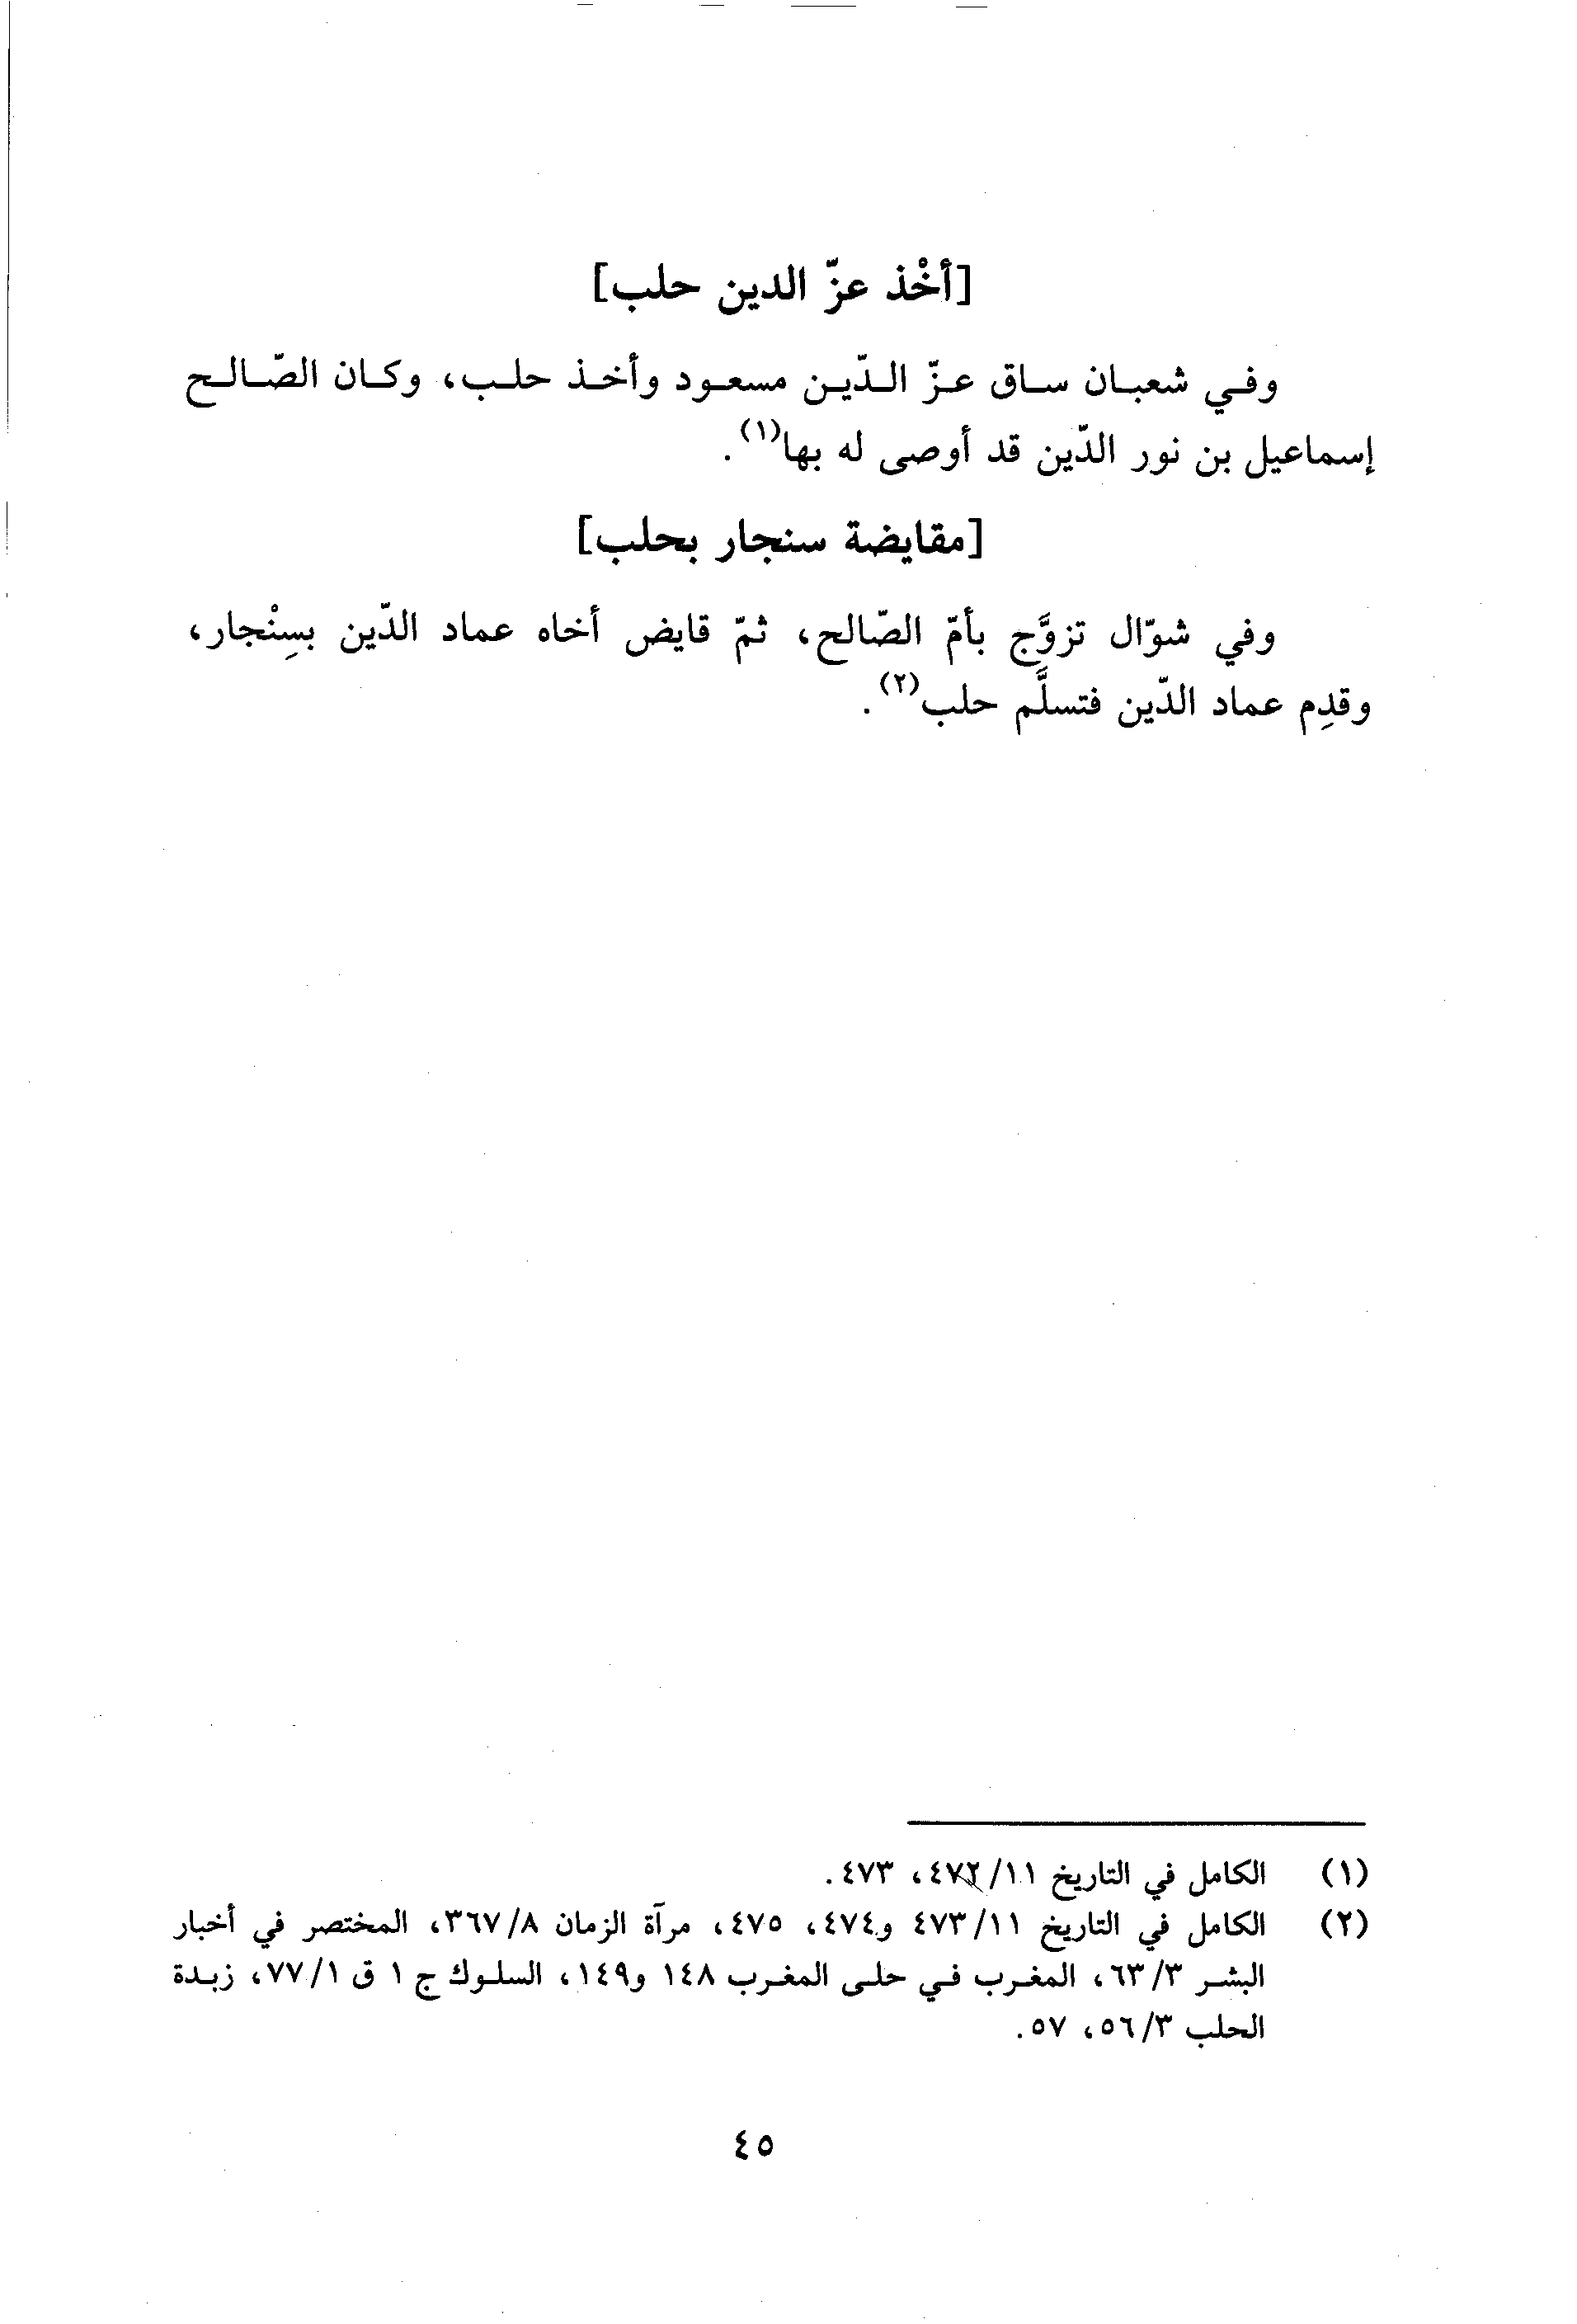 [أخْذ عزّ الدين حلب]
وفي شعبان ساق عزّ الدّين مسعود وأخذ حلب، وكان الصّالح
إسماعيل بن نور الدّين قد أوصى له بها(١).
[مقايضة سنجار بحلب]
وفي شوّال تزوَّج بأمّ الصّالح، ثمّ قايض أخاه عماد الدّين بسِنْجار،
وقدِم عماد الدّين فتسلَّم حلب(٢).
(١) الكامل في التاريخ ١١/ ٤٧٢، ٤٧٣.
(٢) الكامل في التاريخ ١١/ ٤٧٣ و٤٧٤، ٤٧٥، مرآة الزمان ٨/ ٣٦٧، المختصر في أخبار
البشر ٣/ ٦٣، المغرب في حلى المغرب ١٤٨ و١٤٩، السلوك ج ١ ق ١/ ٧٧، زبدة
الحلب ٣/ ٥٦، ٥٧.
٤٥